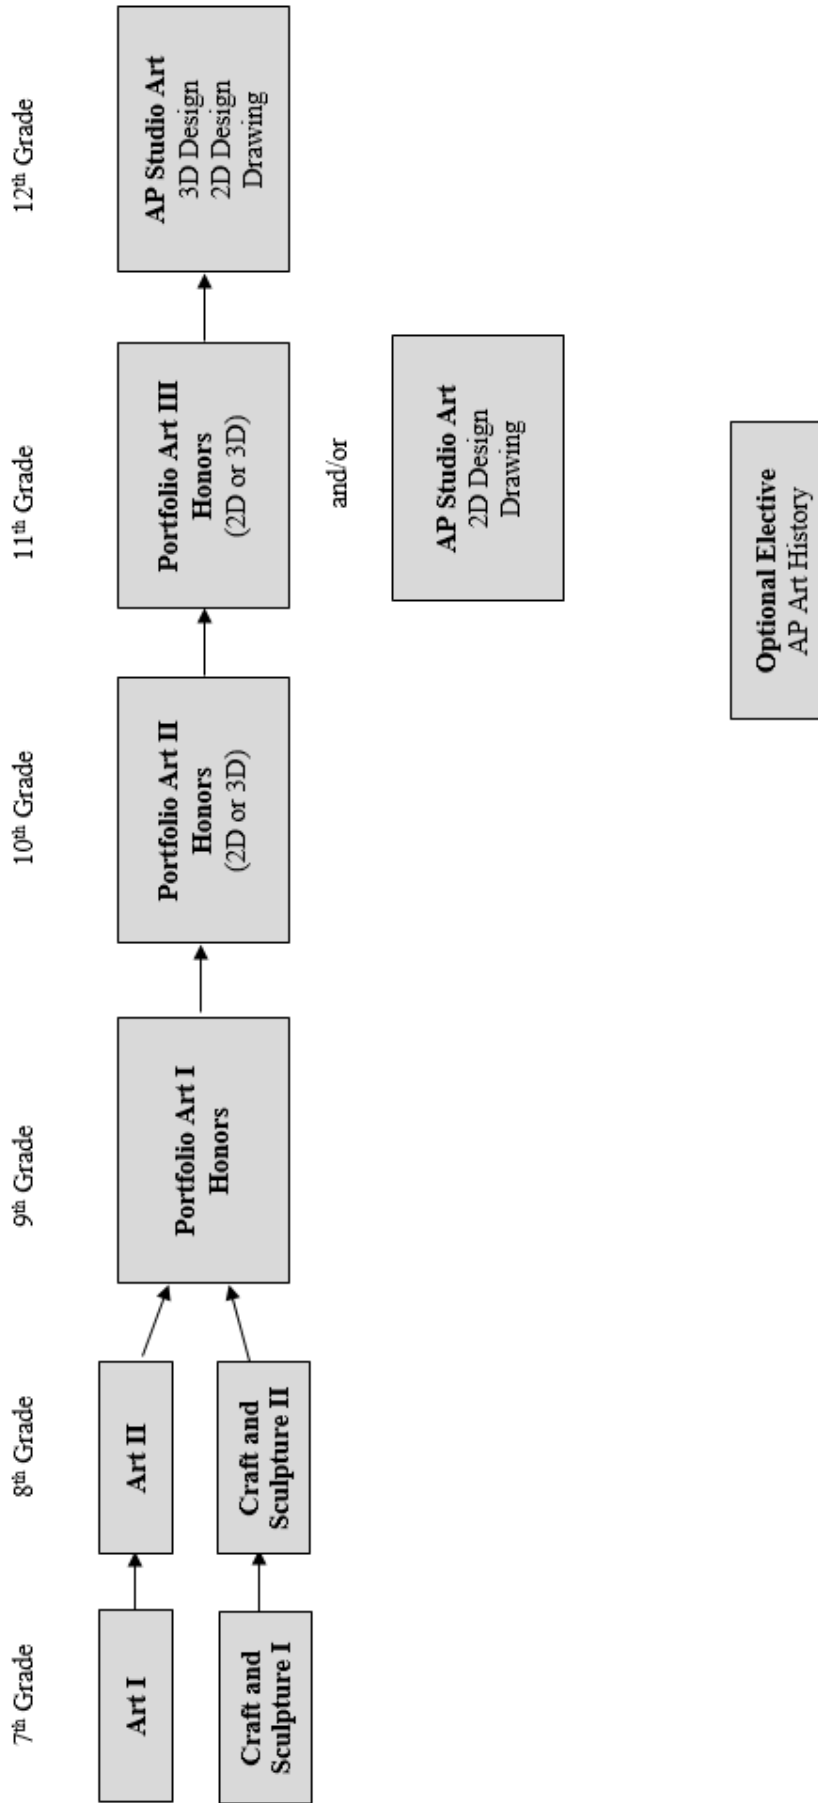 7th Grade
8th Grade
9th Grade
10th Grade
11th Grade
12th Grade
Art I
Art II
Craft and
Sculpture I
Craft and
Sculpture II
Portfolio Art I
Honors
Portfolio Art II
Honors
(2D or 3D)
Portfolio Art III
Honors
(2D or 3D)
AP Studio Art
3D Design
2D Design
Drawing
and/or
AP Studio Art
2D Design
Drawing
Optional Elective
AP Art History